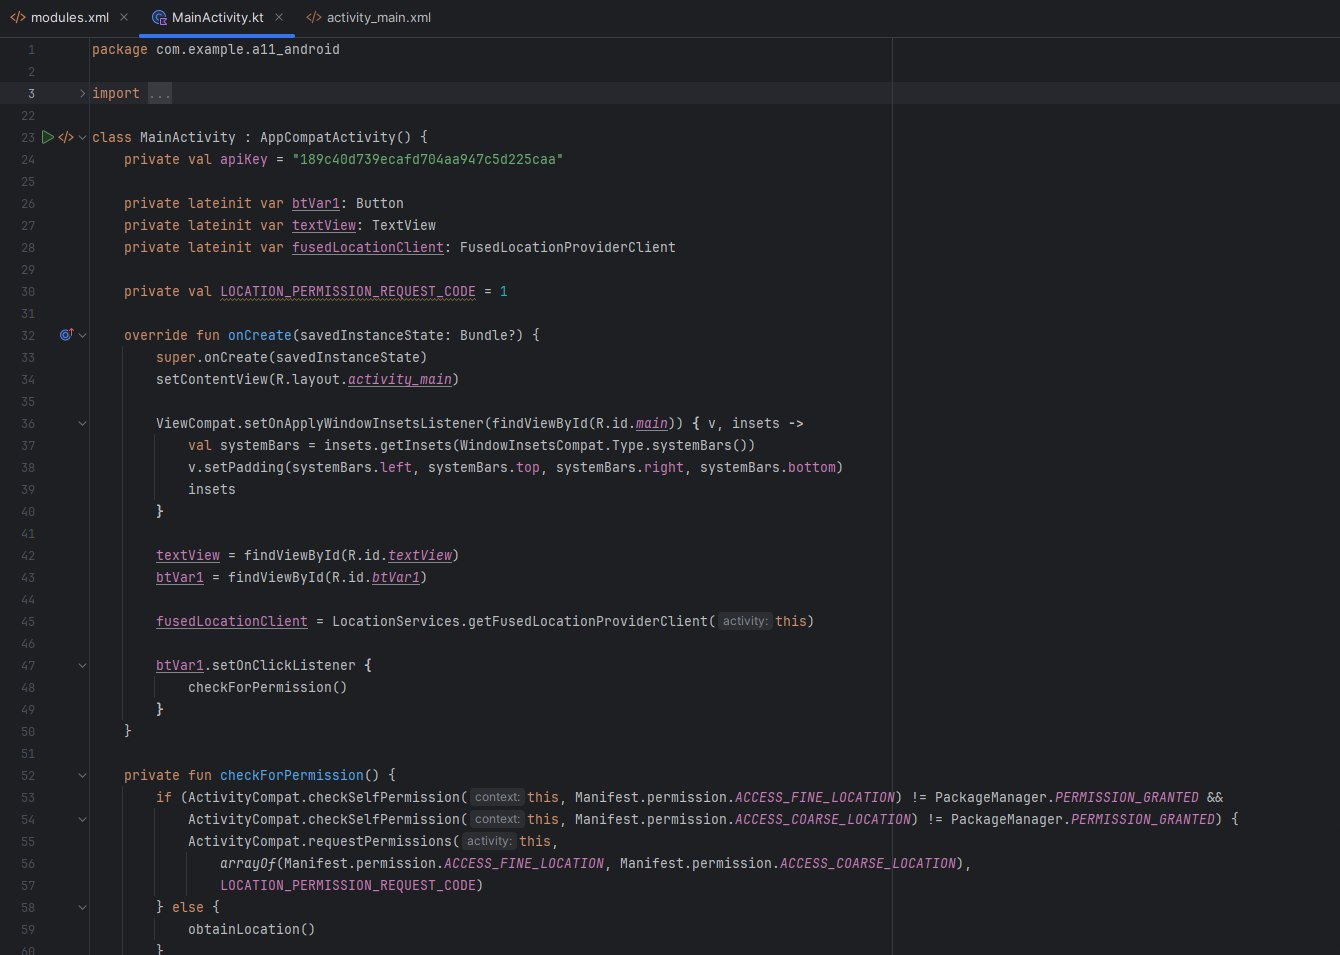 modules.xml × MainActivity.kt × activity_main.xml
1 package com.example.a11_android
2
3 import ...
22
23 class MainActivity : AppCompatActivity() {
24 private val apiKey = "189c40d739ecafd704aa947c5d225caa"
25
26 private lateinit var btVar1: Button
27 private lateinit var textView: TextView
28 private lateinit var fusedLocationClient: FusedLocationProviderClient
29
30 private val LOCATION_PERMISSION_REQUEST_CODE = 1
31
32 override fun onCreate(savedInstanceState: Bundle?) {
33 super.onCreate(savedInstanceState)
34 setContentView(R.layout.activity_main)
35
36 ViewCompat.setOnApplyWindowInsetsListener(findViewById(R.id.main)) { v, insets ->
37 val systemBars = insets.getInsets(WindowInsetsCompat.Type.systemBars())
38 v.setPadding(systemBars.left, systemBars.top, systemBars.right, systemBars.bottom)
39 insets
40 }
41
42 textView = findViewById(R.id.textView)
43 btVar1 = findViewById(R.id.btVar1)
44
45 fusedLocationClient = LocationServices.getFusedLocationProviderClient( activity: this)
46
47 btVar1.setOnClickListener {
48 checkForPermission()
49 }
50 }
51
52 private fun checkForPermission() {
53 if (ActivityCompat.checkSelfPermission( context: this, Manifest.permission.ACCESS_FINE_LOCATION) != PackageManager.PERMISSION_GRANTED &&
54 ActivityCompat.checkSelfPermission( context: this, Manifest.permission.ACCESS_COARSE_LOCATION) != PackageManager.PERMISSION_GRANTED) {
55 ActivityCompat.requestPermissions( activity: this,
56 arrayOf(Manifest.permission.ACCESS_FINE_LOCATION, Manifest.permission.ACCESS_COARSE_LOCATION),
57 LOCATION_PERMISSION_REQUEST_CODE)
58 } else {
59 obtainLocation()
60 }